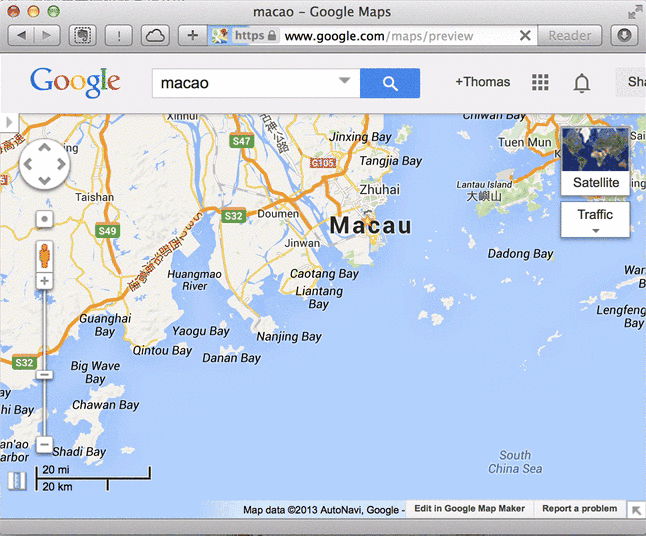 macao - Google Maps
https www.google.com/maps/preview
Reader
Google
macao
+Thomas
Sha
Xinhui
S47
Jinxing Bay
Chiwan Bay
Tuen Mun
G105
Tangjia Bay
Zhuhai
Lantau Island
大嶼山
Satellite
Traffic
Taishan
S32
Doumen
Macau
S49
Jinwan
Dadong Bay
Huangmao
River
Caotang Bay
Liantang
Bay
Guanghai
Bay
Yaogu Bay
Nanjing Bay
Lengfeng
Bay
Qintou Bay
Danan Bay
S32
Big Wave
Bay
Chawan Bay
hi Bay
an'ao
arbor
Shadi Bay
South
China Sea
20 mi
20 km
Map data ©2013 AutoNavi, Google -
Edit in Google Map Maker
Report a problem